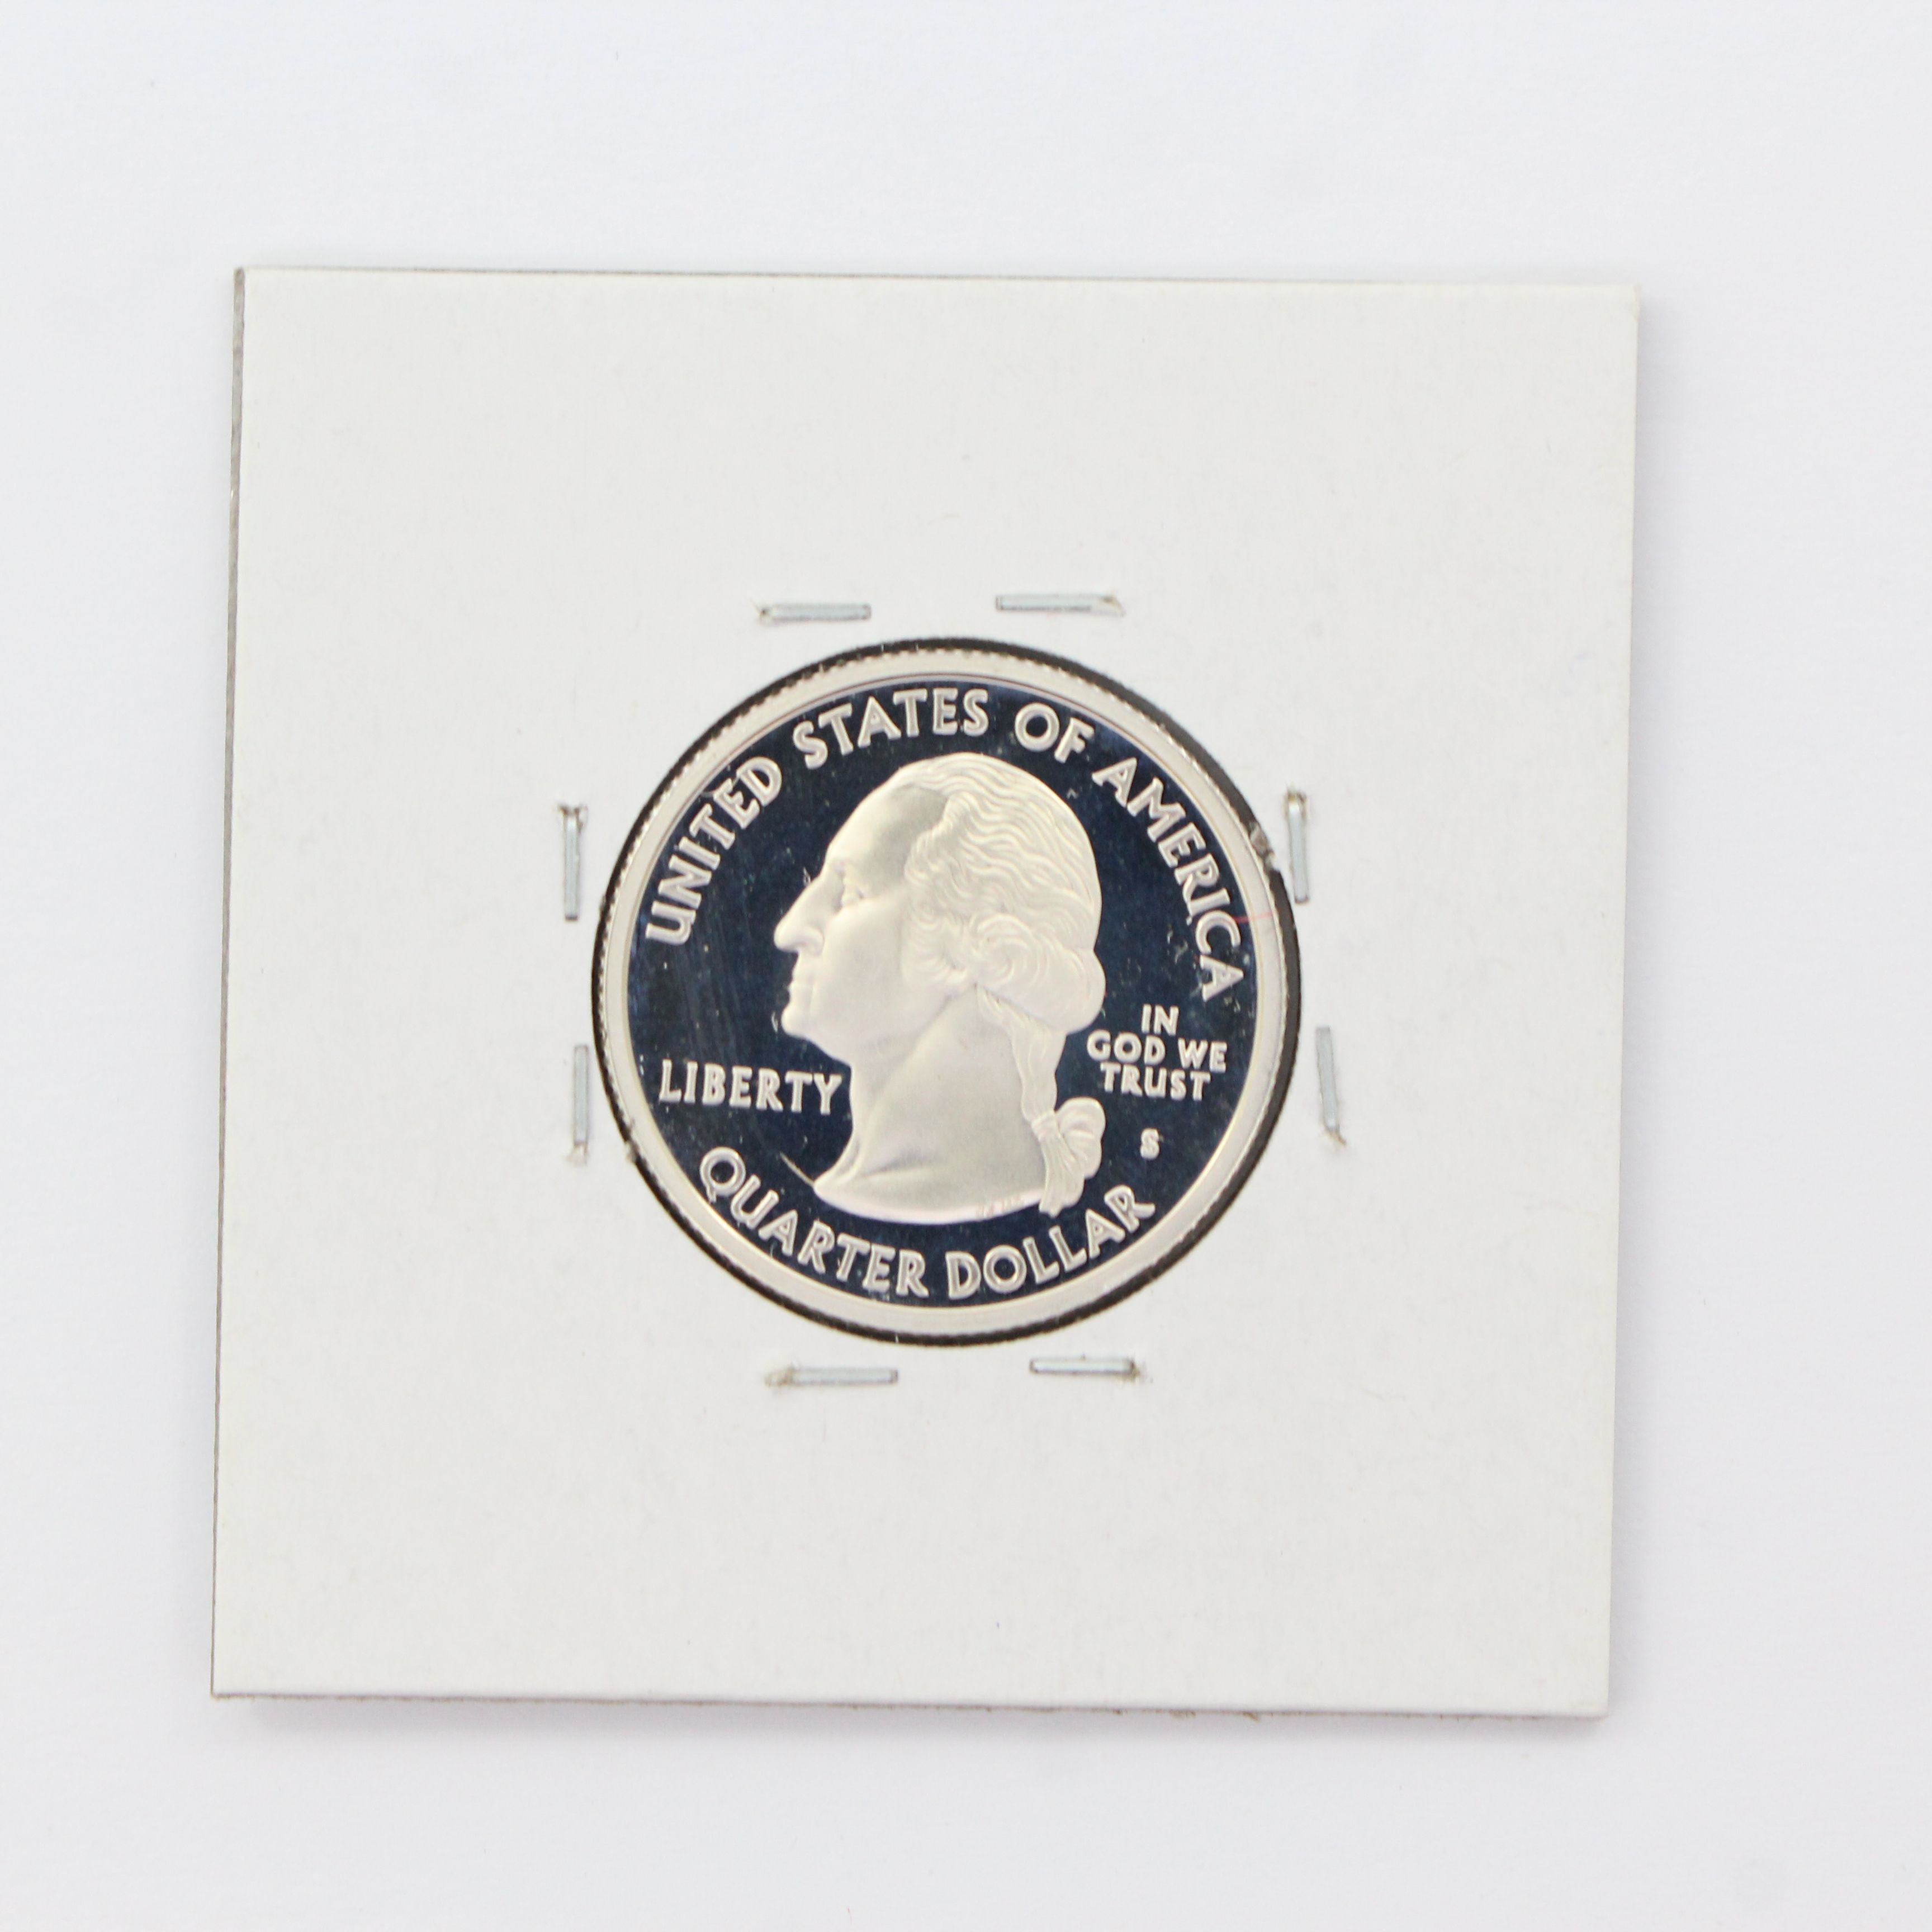 UNITED STATES OF AMERICA
LIBERTY
IN
GOD WE
TRUST
S
QUARTER DOLLAR